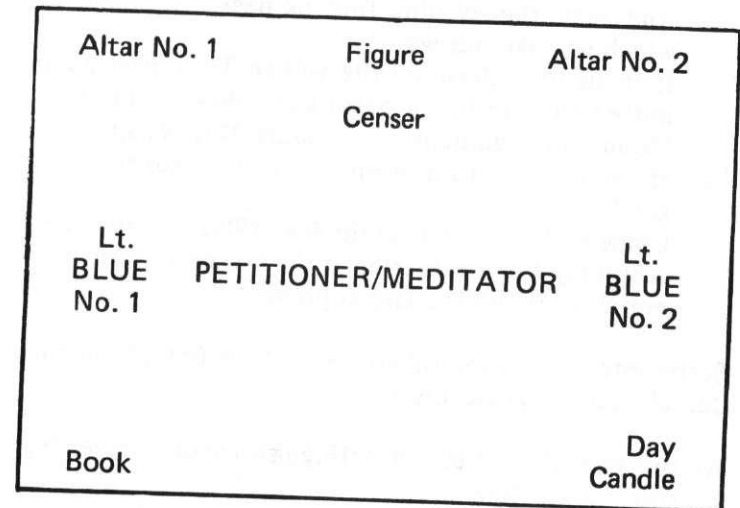 Altar No. 1 Figure Altar No. 2
Censer
Lt.
BLUE
No. 1
PETITIONER/MEDITATOR
Lt.
BLUE
No. 2
Book
Day
Candle